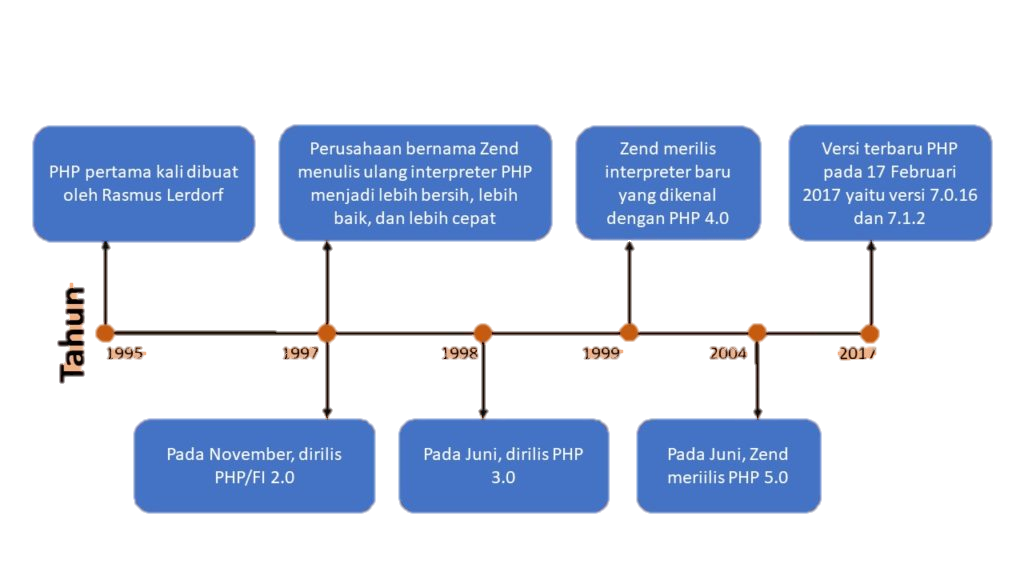 PHP pertama kali dibuat
oleh Rasmus Lerdorf
Perusahaan bernama Zend
menulis ulang interpreter PHP
menjadi lebih bersih, lebih
baik, dan lebih cepat
Zend merilis
interpreter baru
yang dikenal
dengan PHP 4.0
Versi terbaru PHP
pada 17 Februari
2017 yaitu versi 7.0.16
dan 7.1.2
Tahun
1995
1997
1998
1999
2004
2017
Pada November, dirilis
PHP/FI 2.0
Pada Juni, dirilis PHP
3.0
Pada Juni, Zend
meriilis PHP 5.0